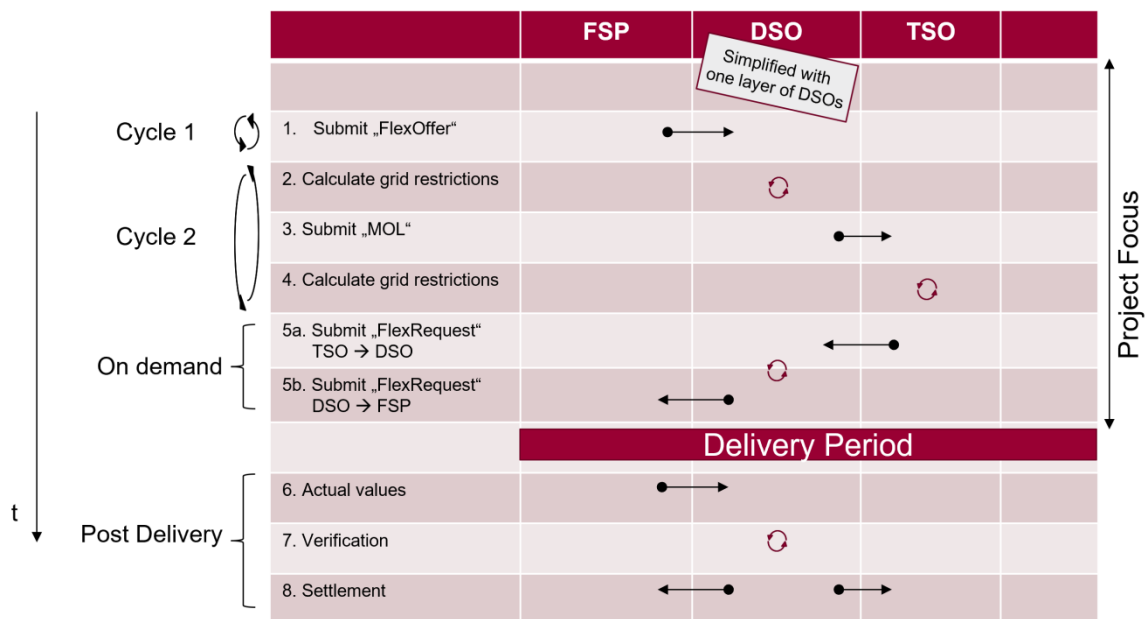 FSP DSO TSO
Simplified with
one layer of DSOs
Cycle 1
1. Submit „FlexOffer“
2. Calculate grid restrictions
Cycle 2
3. Submit „MOL“
4. Calculate grid restrictions
On demand
5a. Submit „FlexRequest“
TSO → DSO
5b. Submit „FlexRequest“
DSO → FSP
Project Focus
Delivery Period
t
Post Delivery
6. Actual values
7. Verification
8. Settlement